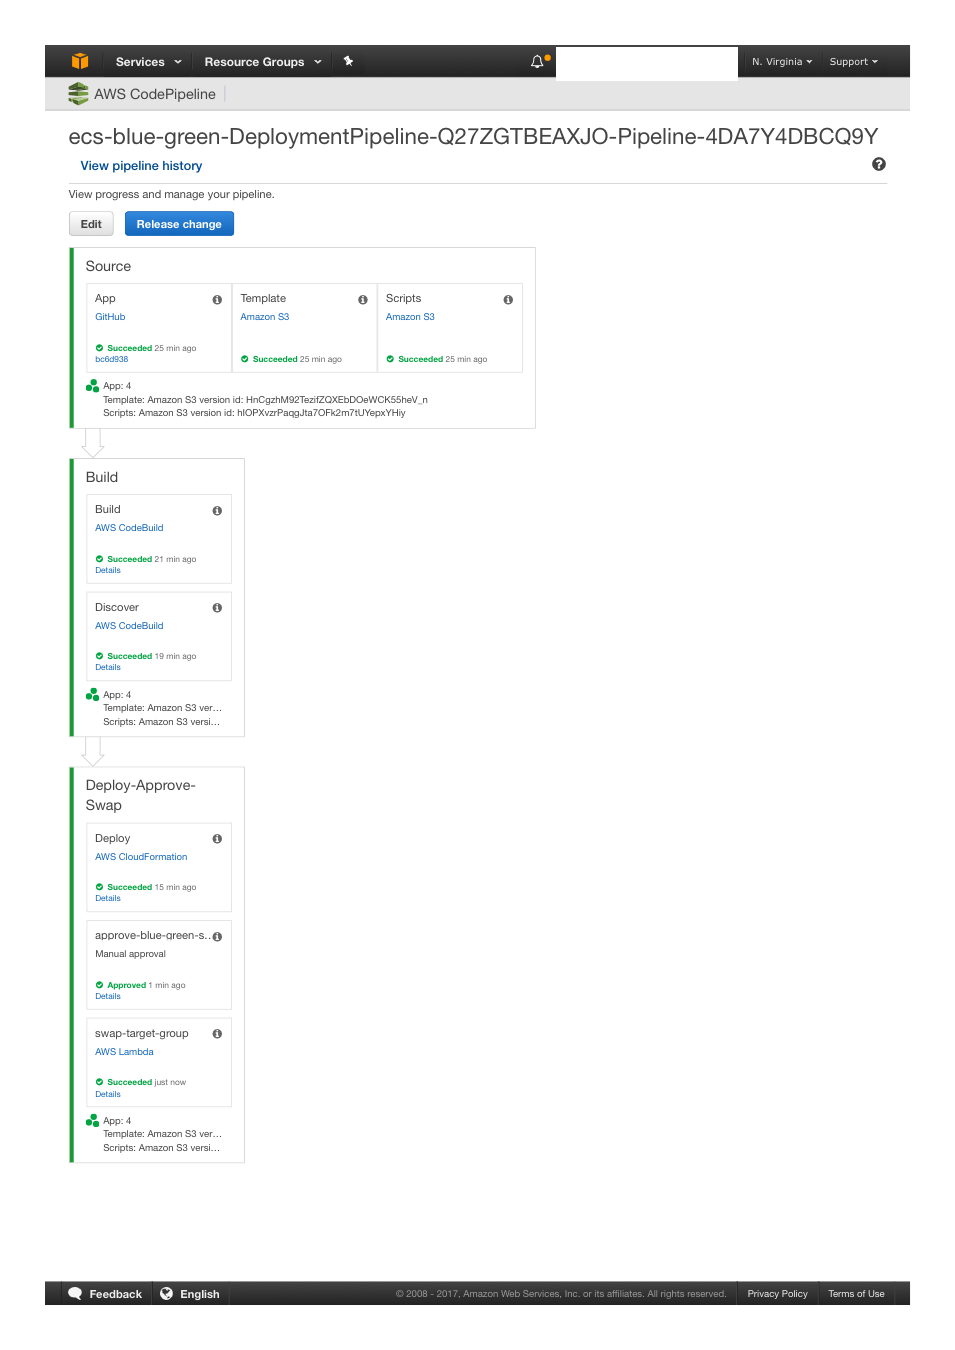 Services Resource Groups N. Virginia Support
AWS CodePipeline
ecs-blue-green-DeploymentPipeline-Q27ZGTBEAXJO-Pipeline-4DA7Y4DBCQ9Y
View pipeline history
View progress and manage your pipeline.
Edit Release change
Source
App Template Scripts
GitHub Amazon S3 Amazon S3
Succeeded 25 min ago
bc6d938 Succeeded 25 min ago Succeeded 25 min ago
App: 4
Template: Amazon S3 version id: HnCgzhM92TezifZQXEbDOeWCK55heV_n
Scripts: Amazon S3 version id: hIOPXvzrPaqgJta7OFk2m7tUYepxYHiy
Build
Build
AWS CodeBuild
Succeeded 21 min ago
Details
Discover
AWS CodeBuild
Succeeded 19 min ago
Details
App: 4
Template: Amazon S3 ver…
Scripts: Amazon S3 versi…
Deploy-Approve-
Swap
Deploy
AWS CloudFormation
Succeeded 15 min ago
Details
approve-blue-green-s…
Manual approval
Approved 1 min ago
Details
swap-target-group
AWS Lambda
Succeeded just now
Details
App: 4
Template: Amazon S3 ver…
Scripts: Amazon S3 versi…
Feedback English © 2008 - 2017, Amazon Web Services, Inc. or its affiliates. All rights reserved. Privacy Policy Terms of Use